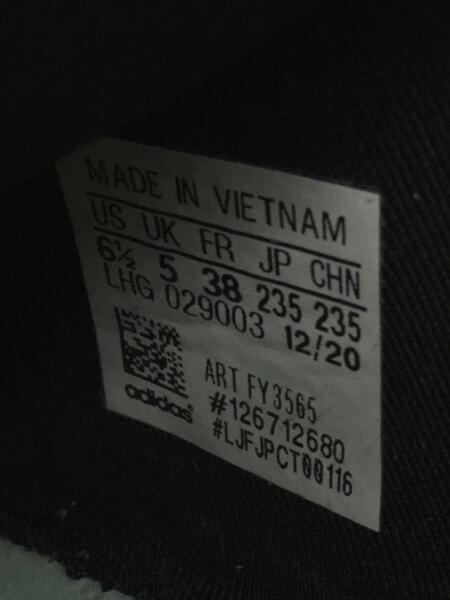 MADE IN VIETNAM
US UK FR JP CHN
6½ 5 38 235 235
LHG 029003 12/20
ART FY3565
#126712680
#LJFJPCT00116
adidas